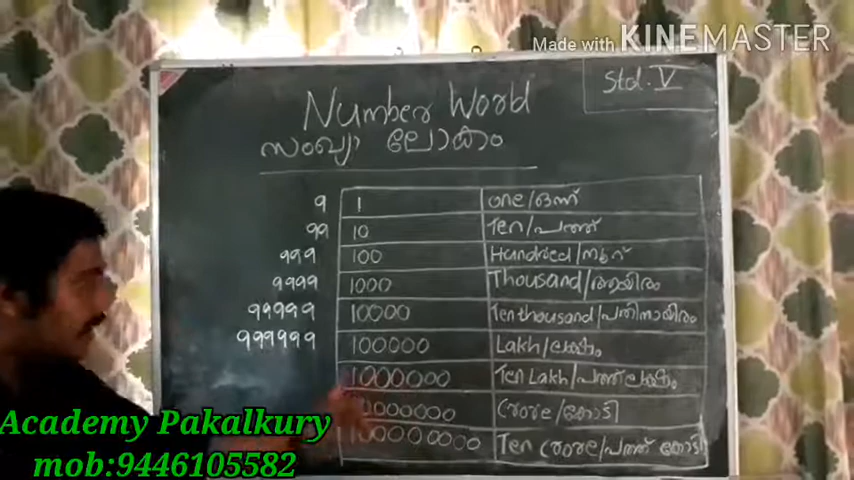 Made with KINEMASTER
Std. V
Number World
സംഖ്യാ ലോകം
9 1 one/ഒന്ന്
99 10 Ten/പത്ത്
999 100 Hundred/നൂറ്
9999 1000 Thousand/ആയിരം
99999 10000 Ten thousand/പതിനായിരം
999999 100000 Lakh/ലക്ഷം
1000000 Ten Lakh/പത്ത് ലക്ഷം
Crore/കോടി
Ten Crore/പത്ത് കോടി
Academy Pakalkury
mob:9446105582